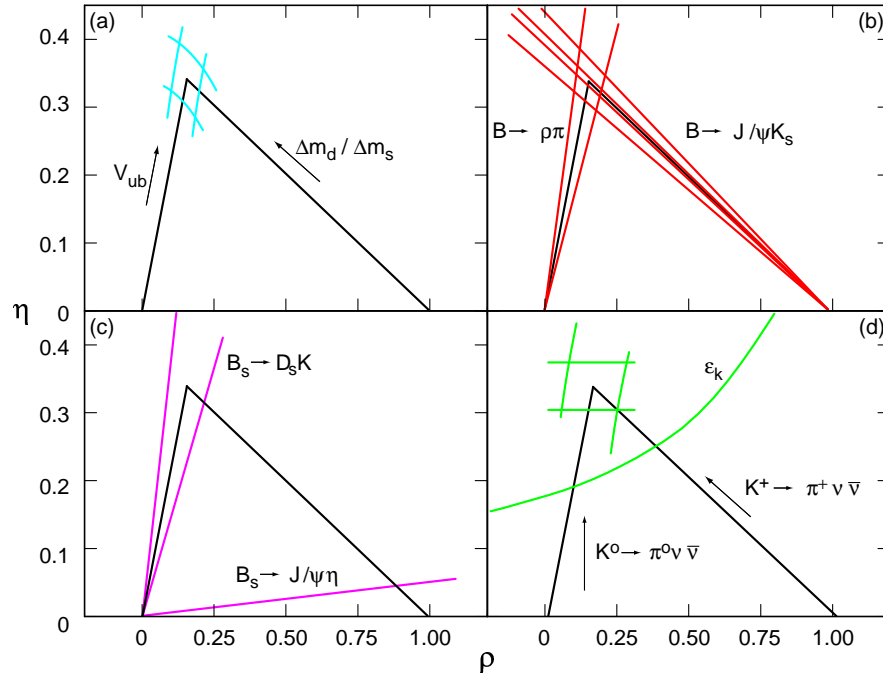 (a)
(b)
0.4
0.3
0.2
0.1
0
V_ub
Δm_d / Δm_s
B → ρπ
B → J/ψK_s
η
(c)
(d)
0.4
0.3
0.2
0.1
0
B_s → D_sK
B_s → J/ψη
ε_k
K⁺ → π⁺ ν ν̅
K⁰ → π⁰ ν ν̅
0 0.25 0.50 0.75 1.00
0 0.25 0.50 0.75 1.00
ρ